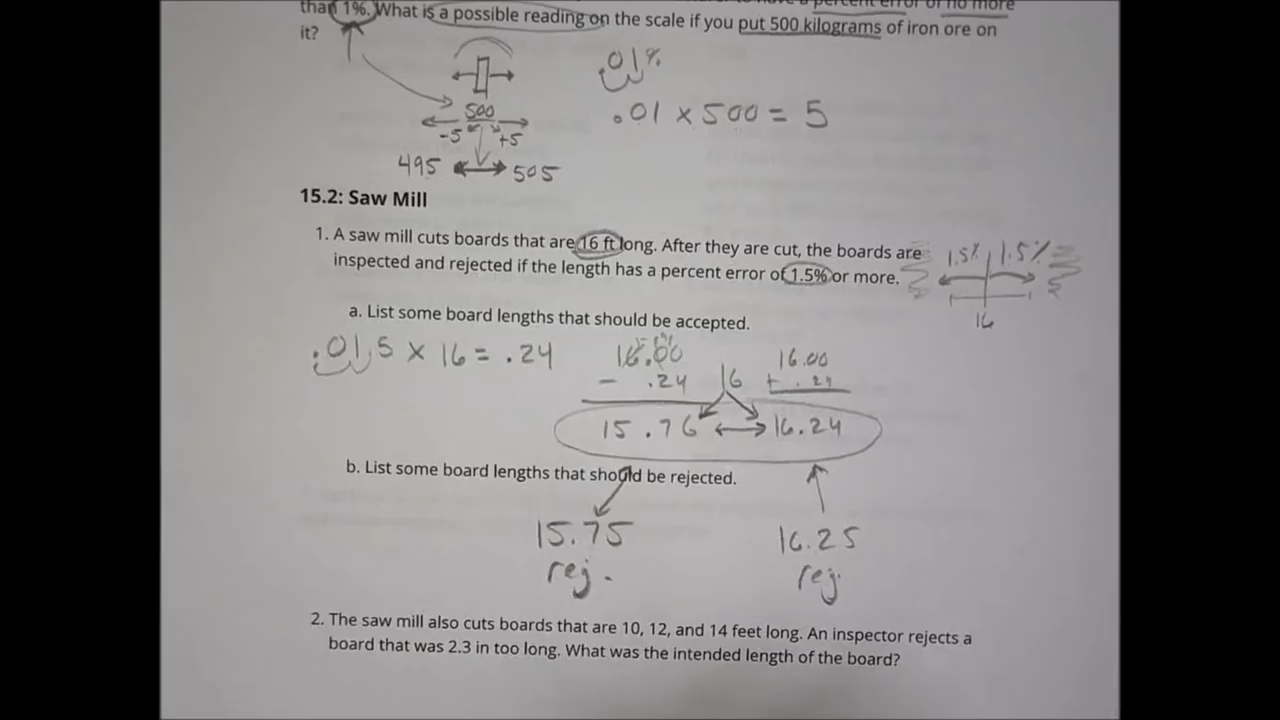 percent error of no more
than 1%. What is a possible reading on the scale if you put 500 kilograms of iron ore on
it?
.01%
.01 x 500 = 5
500
-5 +5
495 505
15.2: Saw Mill
1. A saw mill cuts boards that are 16 ft long. After they are cut, the boards are
inspected and rejected if the length has a percent error of 1.5% or more.
1.5% 1.5%
16
a. List some board lengths that should be accepted.
.01.5 x 16 = .24
16.00
- .24
15.76
16
16.00
+ .24
16.24
b. List some board lengths that should be rejected.
15.75 16.25
rej. rej.
2. The saw mill also cuts boards that are 10, 12, and 14 feet long. An inspector rejects a
board that was 2.3 in too long. What was the intended length of the board?